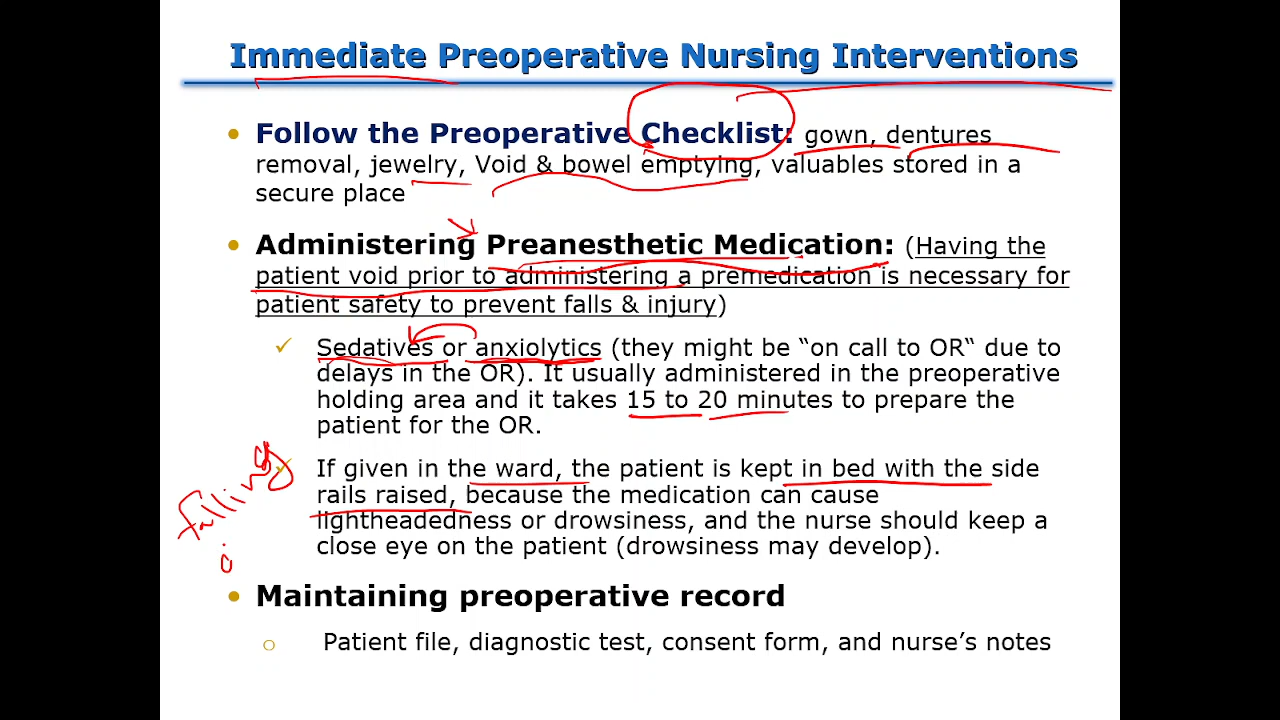 Immediate Preoperative Nursing Interventions
• Follow the Preoperative Checklist: gown, dentures
removal, jewelry, Void & bowel emptying, valuables stored in a
secure place
• Administering Preanesthetic Medication: (Having the
patient void prior to administering a premedication is necessary for
patient safety to prevent falls & injury)
✓ Sedatives or anxiolytics (they might be “on call to OR“ due to
delays in the OR). It usually administered in the preoperative
holding area and it takes 15 to 20 minutes to prepare the
patient for the OR.
✓ If given in the ward, the patient is kept in bed with the side
rails raised, because the medication can cause
lightheadedness or drowsiness, and the nurse should keep a
close eye on the patient (drowsiness may develop).
falling
• Maintaining preoperative record
o Patient file, diagnostic test, consent form, and nurse’s notes